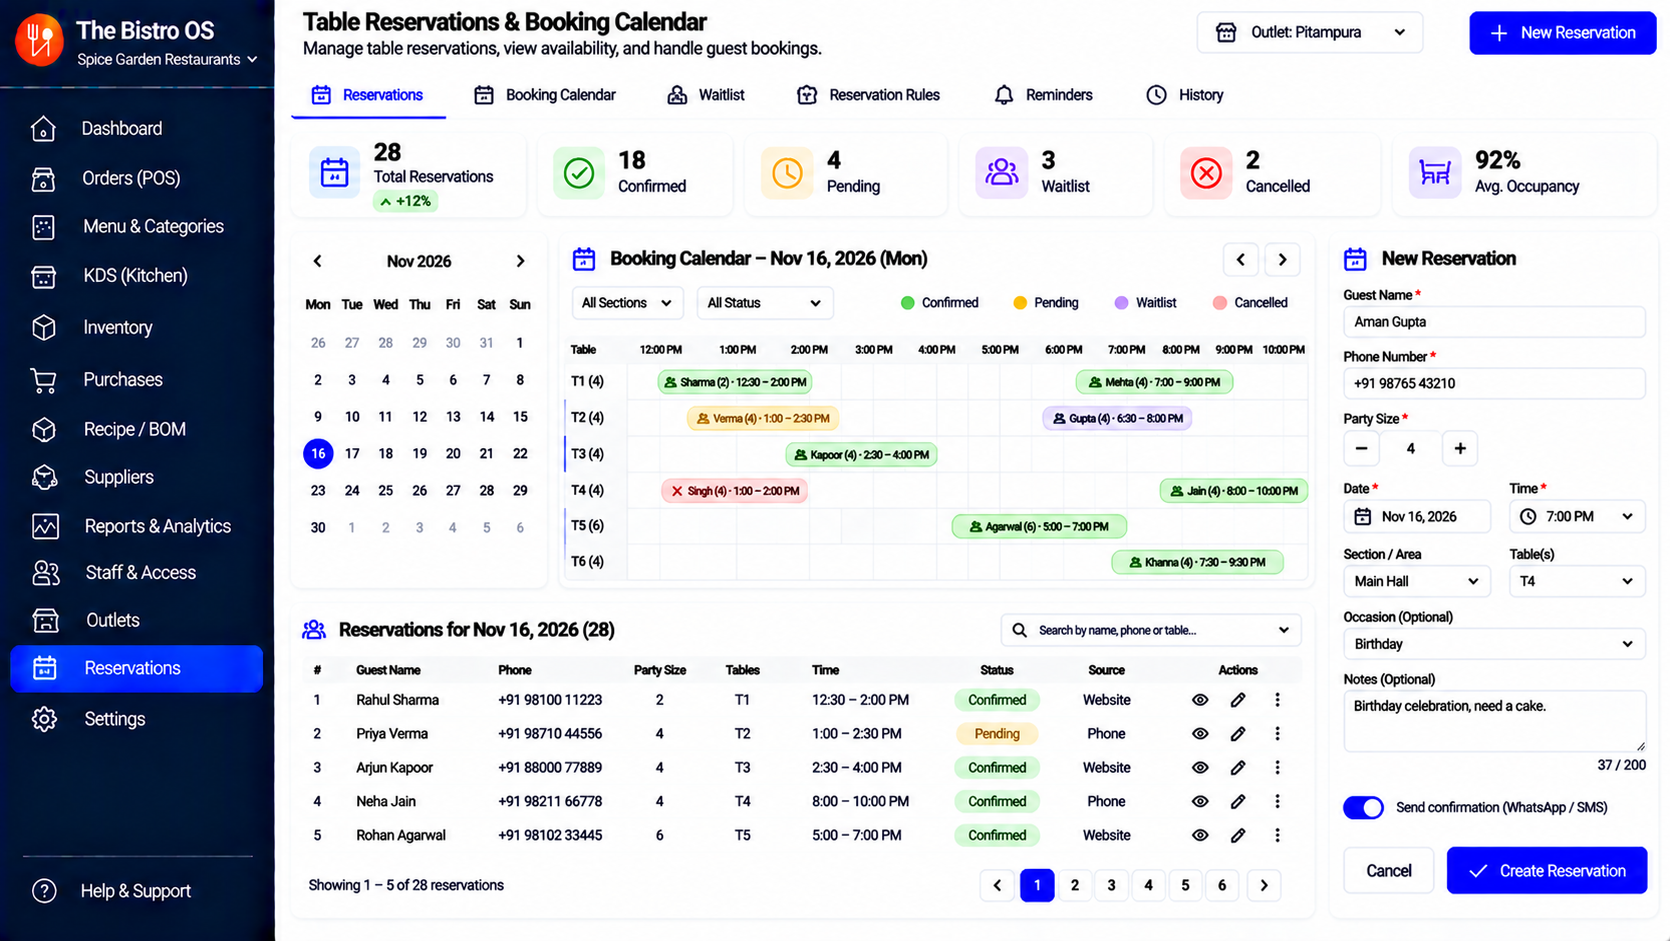 The Bistro OS
Spice Garden Restaurants
Dashboard
Orders (POS)
Menu & Categories
KDS (Kitchen)
Inventory
Purchases
Recipe / BOM
Suppliers
Reports & Analytics
Staff & Access
Outlets
Reservations
Settings
Help & Support
Table Reservations & Booking Calendar
Manage table reservations, view availability, and handle guest bookings.
Outlet: Pitampura
+ New Reservation
Reservations Booking Calendar Waitlist Reservation Rules Reminders History
28
Total Reservations
+12%
18
Confirmed
4
Pending
3
Waitlist
2
Cancelled
92%
Avg. Occupancy
Nov 2026
Mon Tue Wed Thu Fri Sat Sun
26 27 28 29 30 31 1
2 3 4 5 6 7 8
9 10 11 12 13 14 15
16 17 18 19 20 21 22
23 24 25 26 27 28 29
30 1 2 3 4 5 6
Booking Calendar – Nov 16, 2026 (Mon)
All Sections All Status Confirmed Pending Waitlist Cancelled
Table 12:00 PM 1:00 PM 2:00 PM 3:00 PM 4:00 PM 5:00 PM 6:00 PM 7:00 PM 8:00 PM 9:00 PM 10:00 PM
T1 (4) Sharma (2) · 12:30 – 2:00 PM Mehta (4) · 7:00 – 9:00 PM
T2 (4) Verma (4) · 1:00 – 2:30 PM Gupta (4) · 6:30 – 8:00 PM
T3 (4) Kapoor (4) · 2:30 – 4:00 PM
T4 (4) Singh (4) · 1:00 – 2:00 PM Jain (4) · 8:00 – 10:00 PM
T5 (6) Agarwal (6) · 5:00 – 7:00 PM
T6 (4) Khanna (4) · 7:30 – 9:30 PM
Reservations for Nov 16, 2026 (28)
Search by name, phone or table...
# Guest Name Phone Party Size Tables Time Status Source Actions
1 Rahul Sharma +91 98100 11223 2 T1 12:30 – 2:00 PM Confirmed Website
2 Priya Verma +91 98710 44556 4 T2 1:00 – 2:30 PM Pending Phone
3 Arjun Kapoor +91 88000 77889 4 T3 2:30 – 4:00 PM Confirmed Website
4 Neha Jain +91 98211 66778 4 T4 8:00 – 10:00 PM Confirmed Phone
5 Rohan Agarwal +91 98102 33445 6 T5 5:00 – 7:00 PM Confirmed Website
Showing 1 – 5 of 28 reservations
1 2 3 4 5 6
New Reservation
Guest Name *
Aman Gupta
Phone Number *
+91 98765 43210
Party Size *
− 4 +
Date * Time *
Nov 16, 2026 7:00 PM
Section / Area Table(s)
Main Hall T4
Occasion (Optional)
Birthday
Notes (Optional)
Birthday celebration, need a cake.
37 / 200
Send confirmation (WhatsApp / SMS)
Cancel Create Reservation